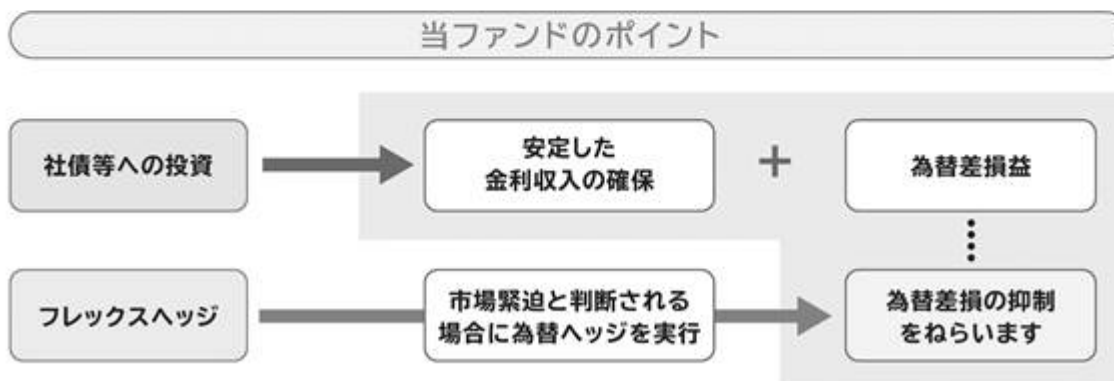 当ファンドのポイント
社債等への投資
安定した
金利収入の確保
+
為替差損益
フレックスヘッジ
市場緊迫と判断される
場合に為替ヘッジを実行
為替差損の抑制
をねらいます